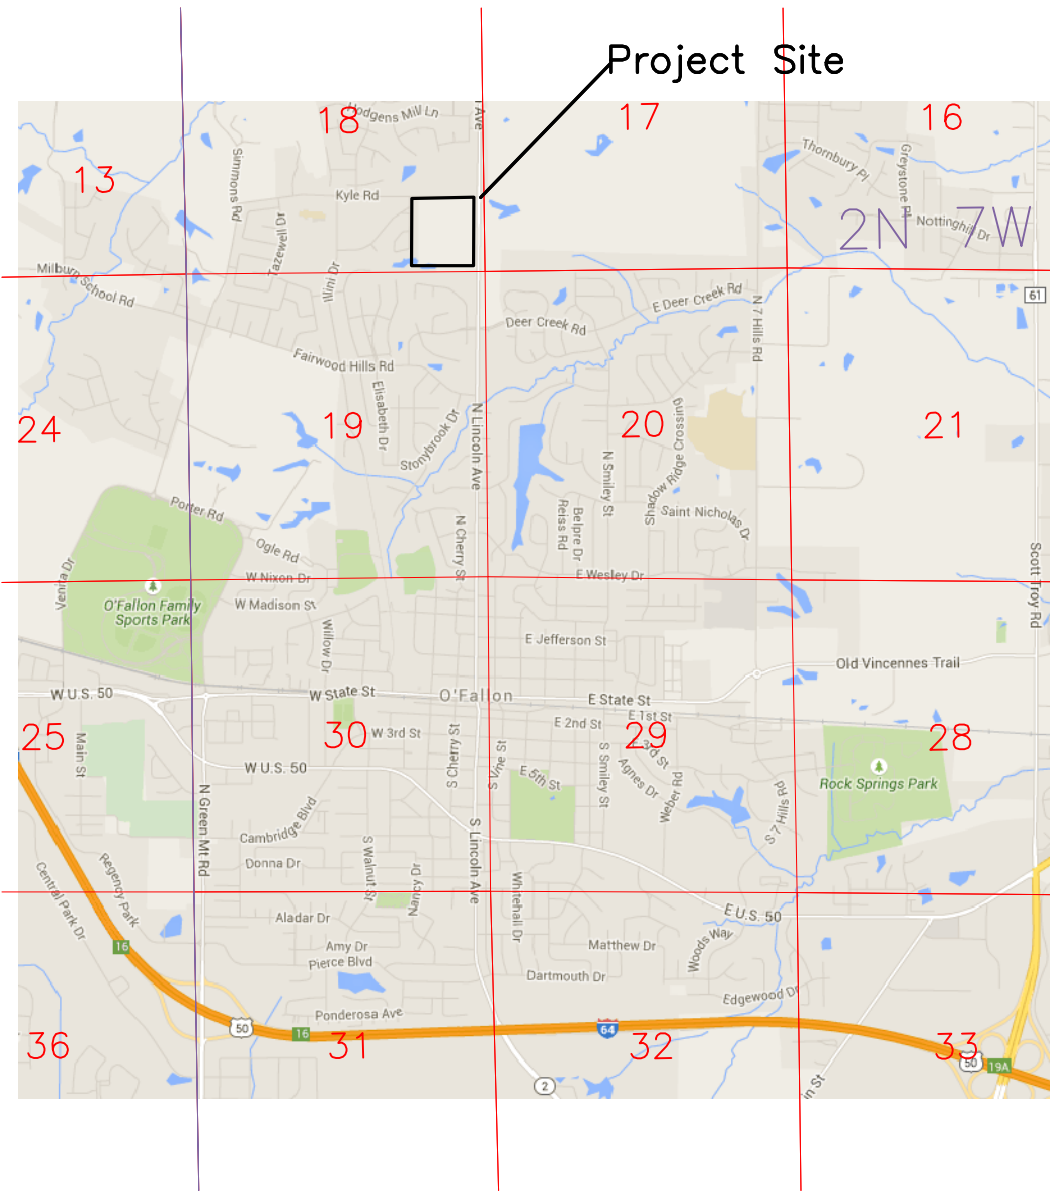 Project Site
18
17
16
13
Hodgens Mill Ln
Ave
Simmons Rd
Kyle Rd
Thornbury Pl
Greystone Pl
2N 7W
Nottinghill Dr
Tazewell Dr
Illini Dr
Milburn School Rd
E Deer Creek Rd
61
Deer Creek Rd
N 7 Hills Rd
Fairwood Hills Rd
Elisabeth Dr
Stonybrook Dr
N Lincoln Ave
24
19
20
21
Shadow Ridge Crossing
N Smiley St
Saint Nicholas Dr
Porter Rd
Reiss Rd
Belpre Dr
N Cherry St
Ogle Rd
Venita Dr
W Nixon Dr
E Wesley Dr
Scott Troy Rd
O'Fallon Family
Sports Park
W Madison St
Willow Dr
E Jefferson St
Old Vincennes Trail
W U.S. 50
W State St
O'Fallon
E State St
E 1st St
E 2nd St
25
30
29
28
Main St
W 3rd St
E 3rd St
S Cherry St
S Vine St
W U.S. 50
E 5th St
S Smiley St
Agnes Dr
Weber Rd
S 7 Hills Rd
Rock Springs Park
N Green Mt Rd
Cambridge Blvd
S Lincoln Ave
Donna Dr
S Walnut St
Nancy Dr
Whitehall Dr
Central Park Dr
Regency Park
Aladar Dr
E U.S. 50
Woods Way
16
Amy Dr
Pierce Blvd
Matthew Dr
Dartmouth Dr
Edgewood Dr
Ponderosa Ave
50
16
64
36
31
32
33
50
19A
2
in St